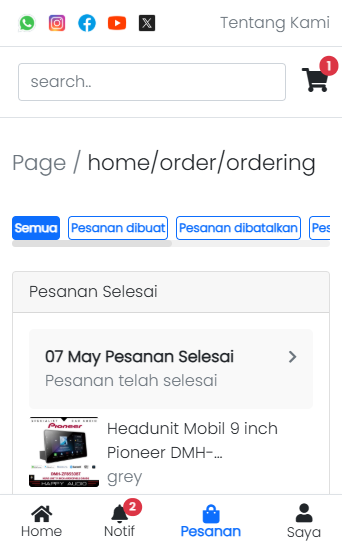 Tentang Kami
search..
1
Page / home/order/ordering
Semua
Pesanan dibuat
Pesanan dibatalkan
Pes
Pesanan Selesai
07 May Pesanan Selesai
Pesanan telah selesai
Pioneer
HAPPY AUDIO
Headunit Mobil 9 inch
Pioneer DMH-...
grey
Home
2
Notif
Pesanan
Saya